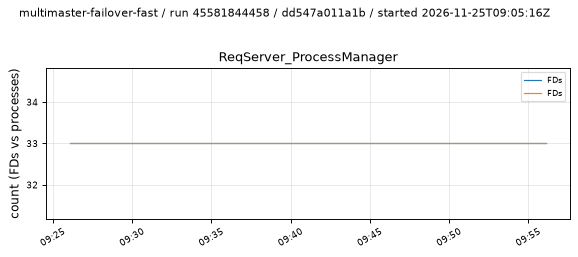 multimaster-failover-fast / run 45581844458 / dd547a011a1b / started 2026-11-25T09:05:16Z
ReqServer_ProcessManager
count (FDs vs processes)
34
33
32
FDs
FDs
09:25
09:30
09:35
09:40
09:45
09:50
09:55